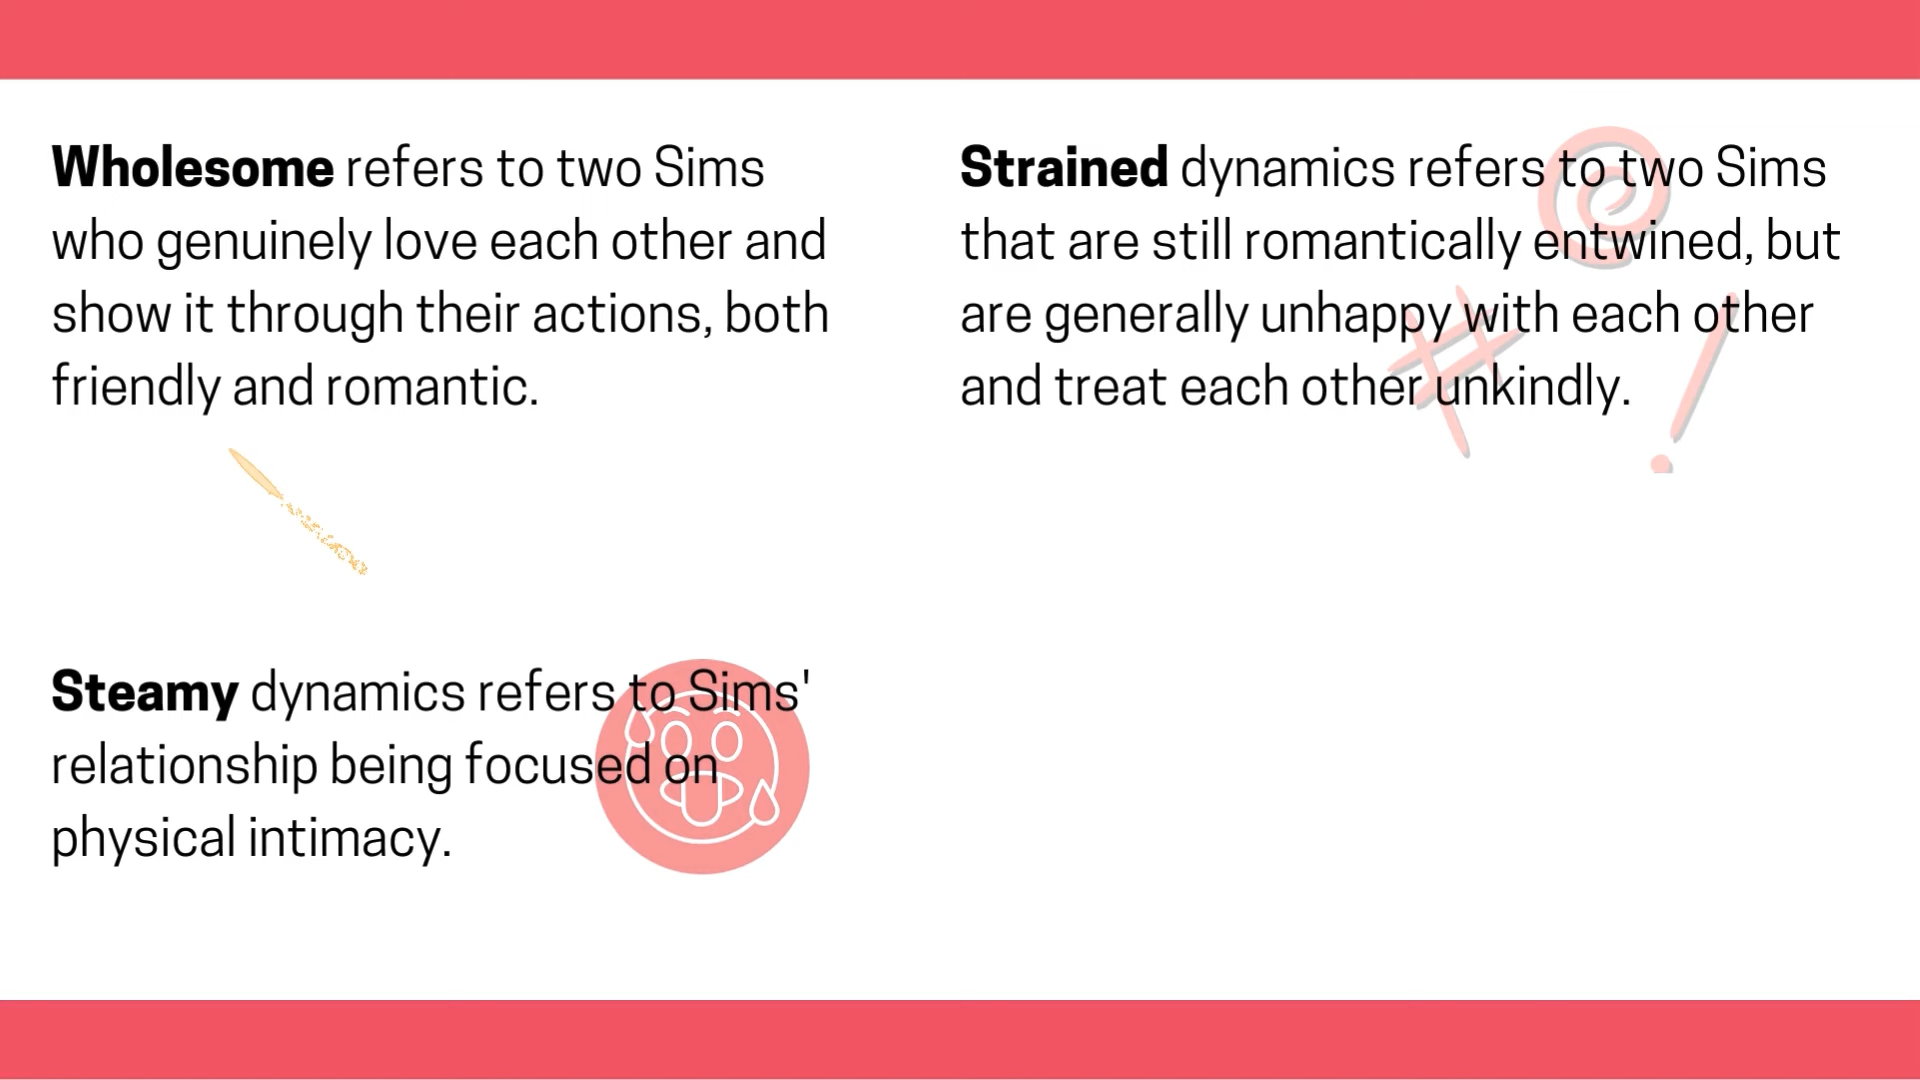 Wholesome refers to two Sims
who genuinely love each other and
show it through their actions, both
friendly and romantic.
Strained dynamics refers to two Sims
that are still romantically entwined, but
are generally unhappy with each other
and treat each other unkindly.
Steamy dynamics refers to Sims'
relationship being focused on
physical intimacy.